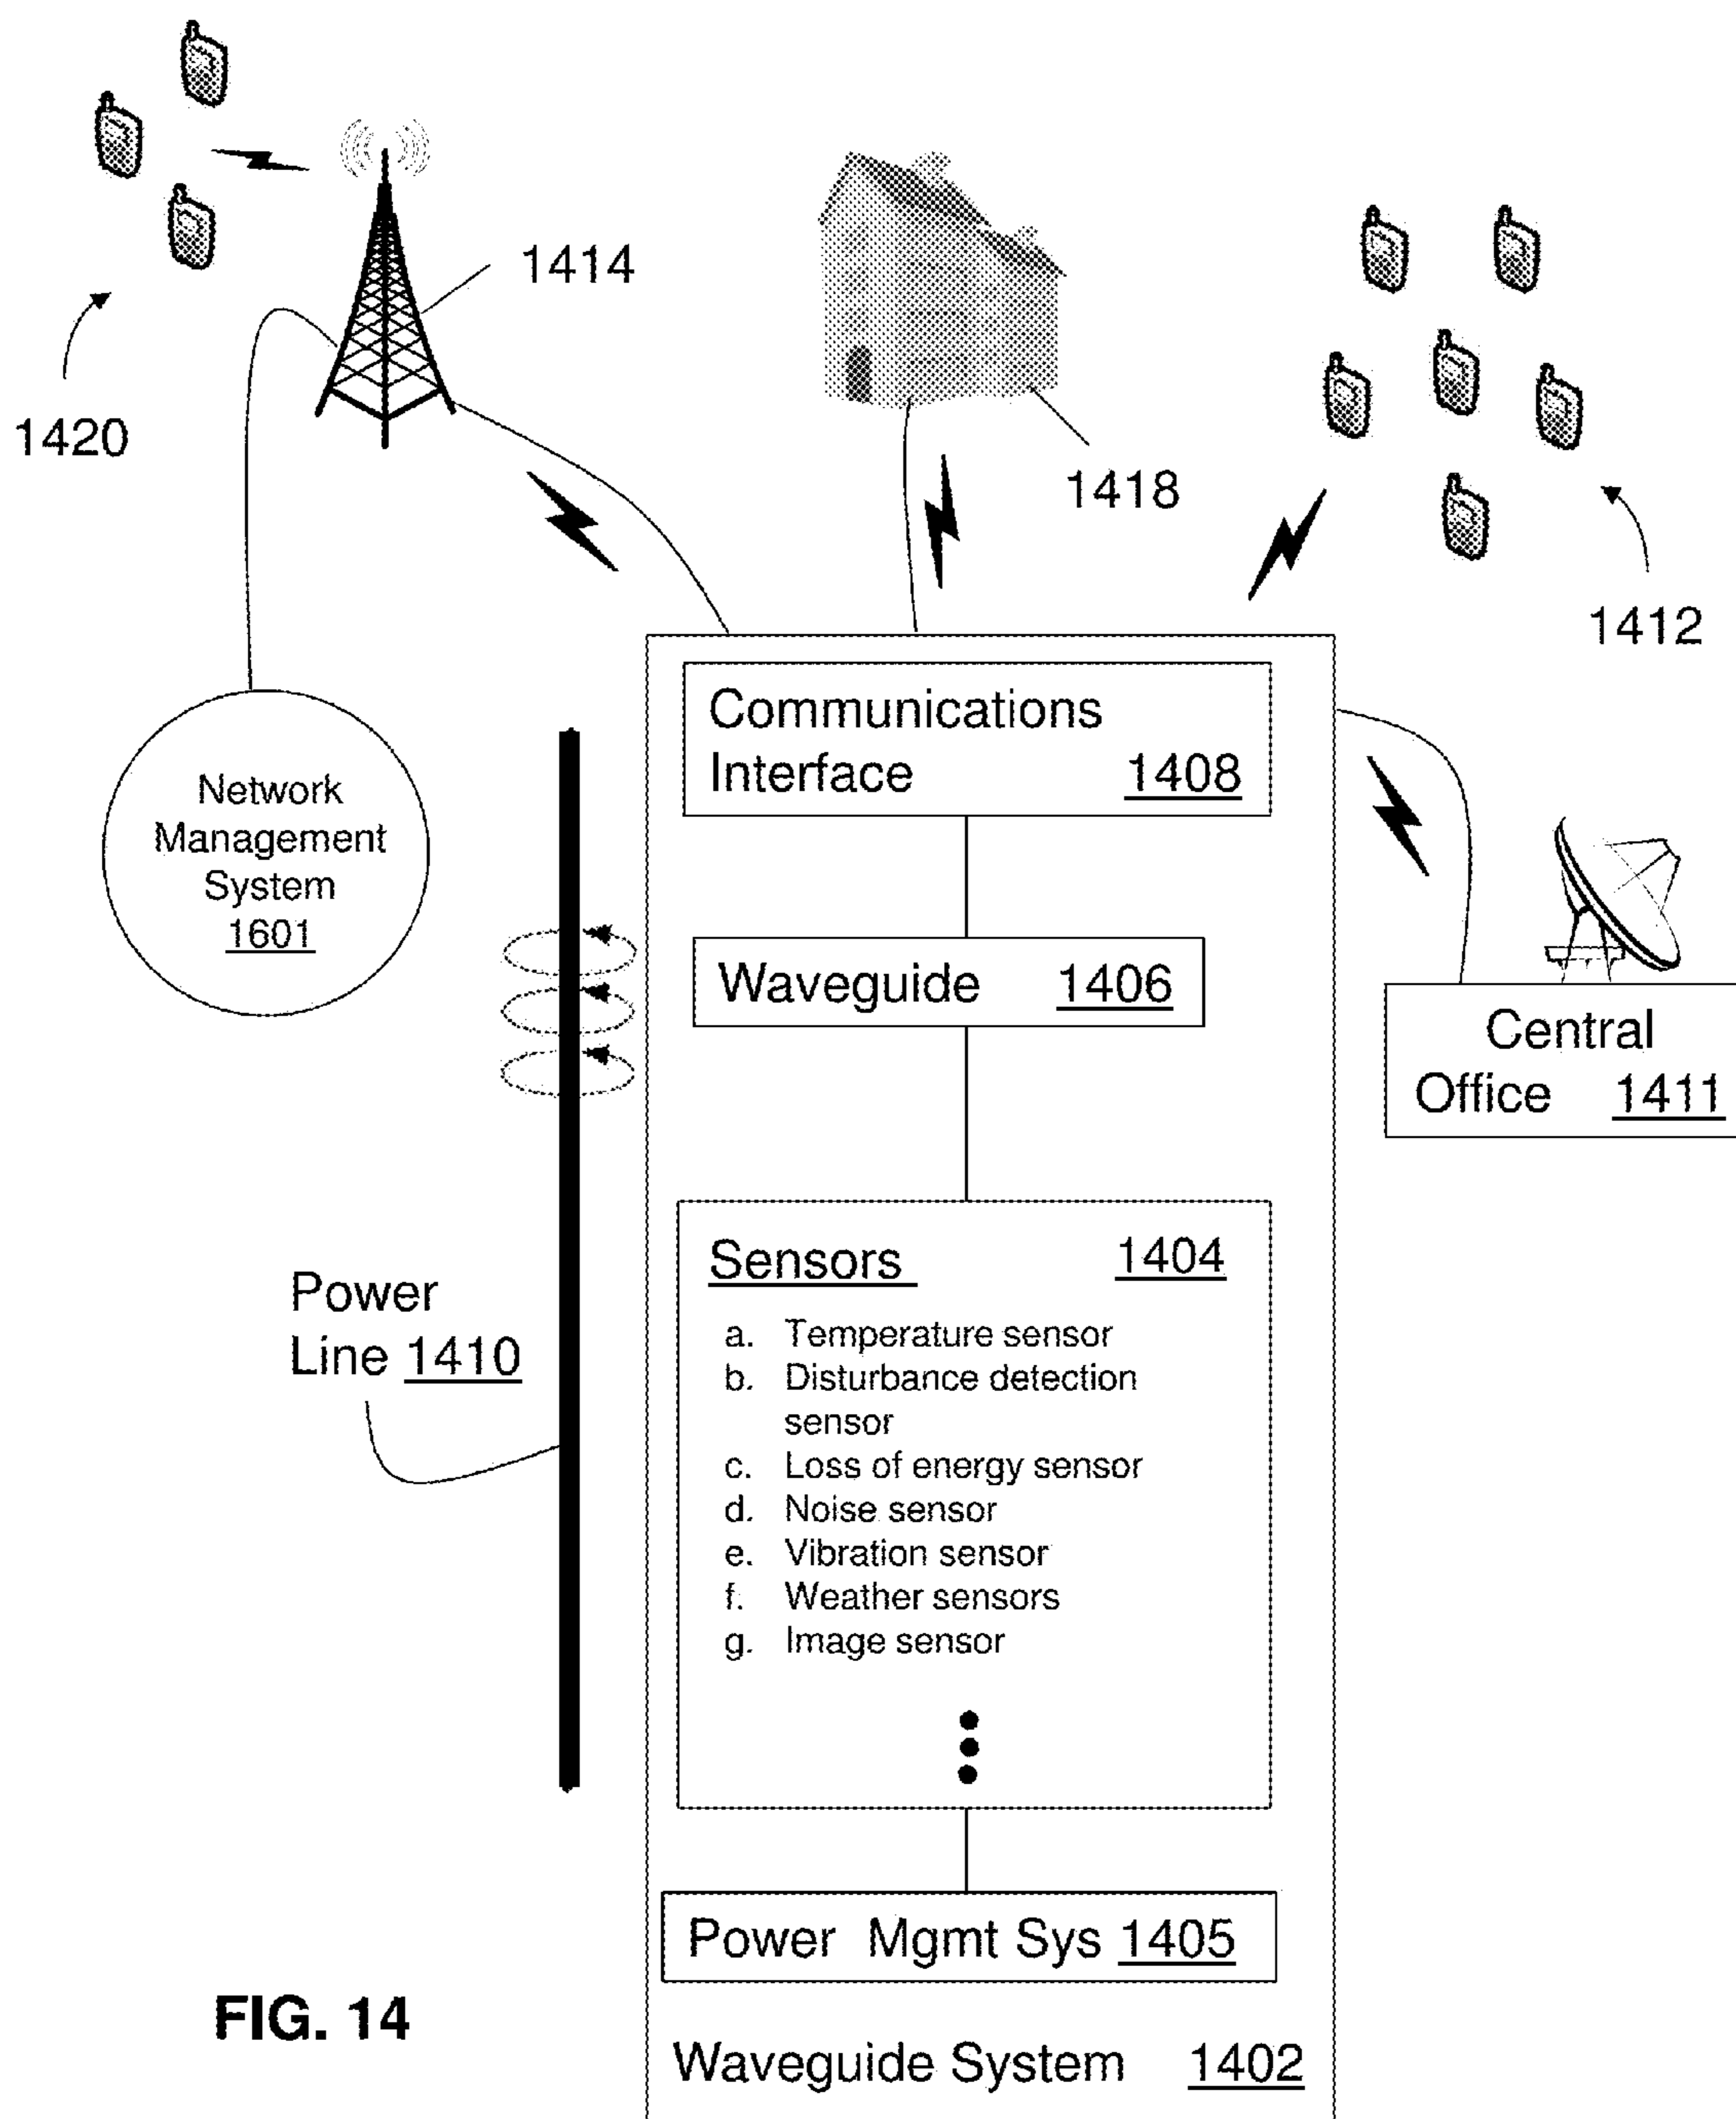 1414
1420
1418
1412
Communications
Interface 1408
Network
Management
System
1601
Waveguide 1406
Central
Office 1411
Sensors 1404
Power
Line 1410
a. Temperature sensor
b. Disturbance detection
sensor
c. Loss of energy sensor
d. Noise sensor
e. Vibration sensor
f. Weather sensors
g. Image sensor
Power Mgmt Sys 1405
FIG. 14
Waveguide System 1402